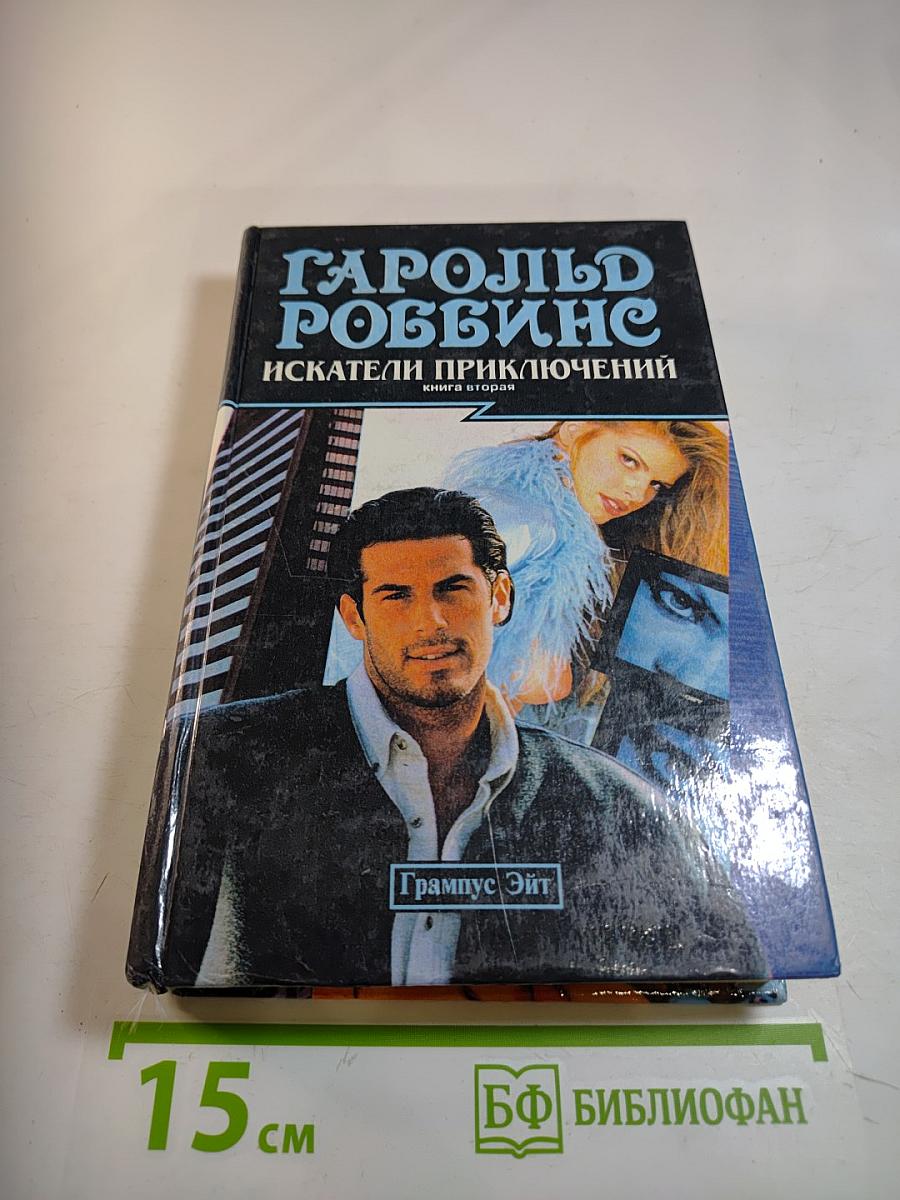 ГАРОЛЬД
РОББИНС
ИСКАТЕЛИ ПРИКЛЮЧЕНИЙ
книга вторая
Грампус Эйт
15 см
БФ БИБЛИОФАН